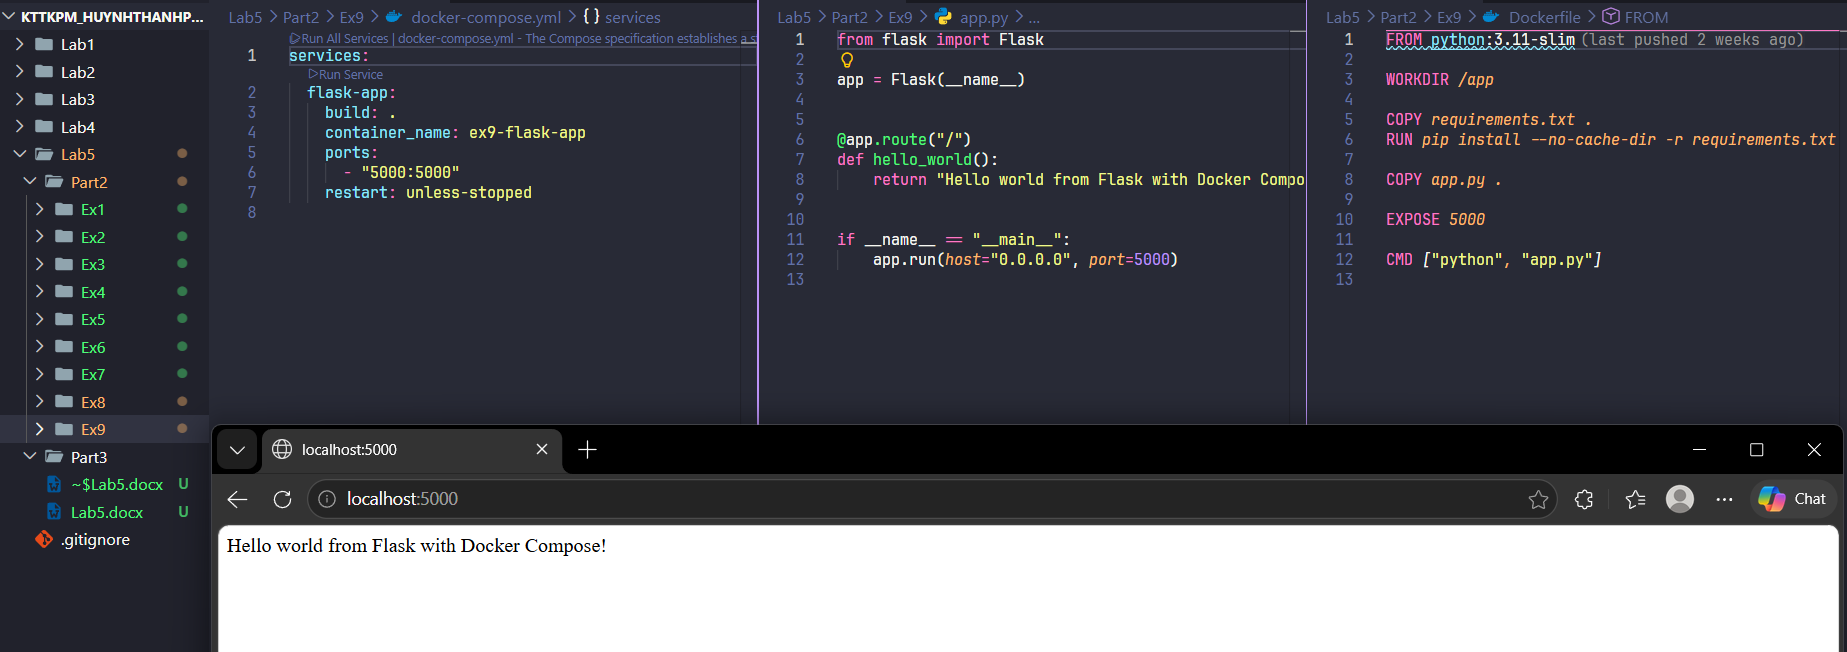 KTTKPM_HUYNHTHANHP...
Lab1
Lab2
Lab3
Lab4
Lab5
Part2
Ex1
Ex2
Ex3
Ex4
Ex5
Ex6
Ex7
Ex8
Ex9
Part3
~$Lab5.docx U
Lab5.docx U
.gitignore
Lab5 > Part2 > Ex9 > docker-compose.yml > {} services
Run All Services | docker-compose.yml - The Compose specification establishes a
1 services:
Run Service
2 flask-app:
3 build: .
4 container_name: ex9-flask-app
5 ports:
6 - "5000:5000"
7 restart: unless-stopped
8
Lab5 > Part2 > Ex9 > app.py > ...
1 from flask import Flask
2
3 app = Flask(__name__)
4
5
6 @app.route("/")
7 def hello_world():
8 return "Hello world from Flask with Docker Compo
9
10
11 if __name__ == "__main__":
12 app.run(host="0.0.0.0", port=5000)
13
Lab5 > Part2 > Ex9 > Dockerfile > FROM
1 FROM python:3.11-slim (last pushed 2 weeks ago)
2
3 WORKDIR /app
4
5 COPY requirements.txt .
6 RUN pip install --no-cache-dir -r requirements.txt
7
8 COPY app.py .
9
10 EXPOSE 5000
11
12 CMD ["python", "app.py"]
13
localhost:5000
localhost:5000
Chat
Hello world from Flask with Docker Compose!